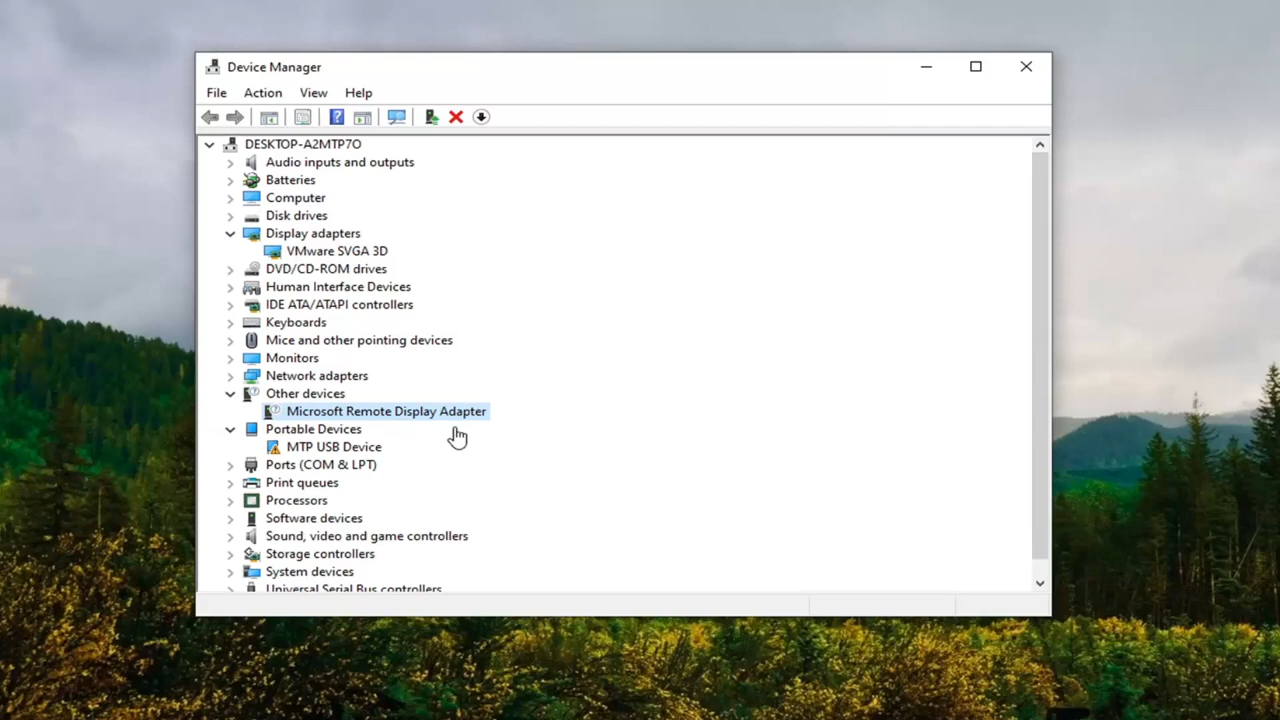 Device Manager
File Action View Help
DESKTOP-A2MTP7O
Audio inputs and outputs
Batteries
Computer
Disk drives
Display adapters
VMware SVGA 3D
DVD/CD-ROM drives
Human Interface Devices
IDE ATA/ATAPI controllers
Keyboards
Mice and other pointing devices
Monitors
Network adapters
Other devices
Microsoft Remote Display Adapter
Portable Devices
MTP USB Device
Ports (COM & LPT)
Print queues
Processors
Software devices
Sound, video and game controllers
Storage controllers
System devices
Universal Serial Bus controllers